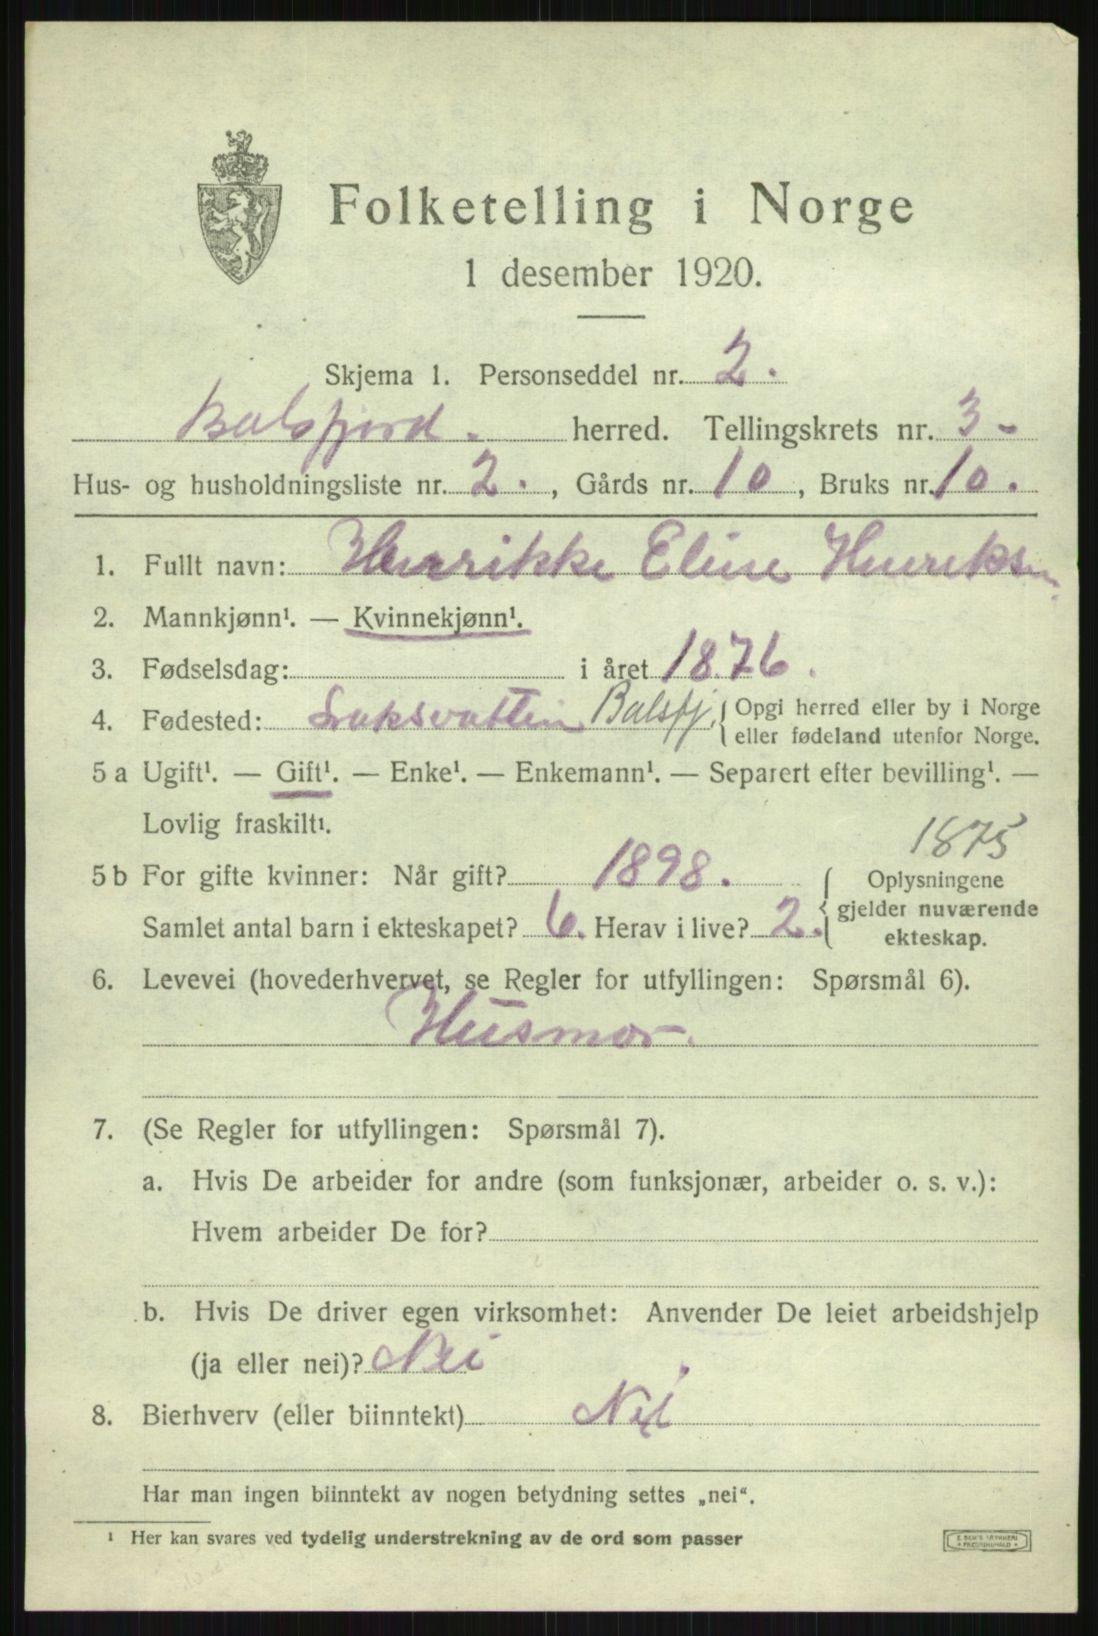 Folketelling i Norge
1 desember 1920.
Skjema 1. Personseddel nr. 2.
Balsfjord. herred. Tellingskrets nr. 3-
Hus- og husholdningsliste nr. 2., Gårds nr. 10, Bruks nr. 10.
1. Fullt navn: Henrikke Elise Henriksen
2. Mannkjønn¹. — Kvinnekjønn¹.
3. Fødselsdag: i året 1876.
4. Fødested: Laksvatten Balsfj. { Opgi herred eller by i Norge
eller fødeland utenfor Norge.
5 a Ugift¹. — Gift¹. — Enke¹. — Enkemann¹. — Separert efter bevilling¹. —
Lovlig fraskilt¹.
1875
5 b For gifte kvinner: Når gift? 1898. { Oplysningene
gjelder nuværende
ekteskap.
Samlet antal barn i ekteskapet? 6. Herav i live? 2.
6. Levevei (hovederhvervet, se Regler for utfyllingen: Spørsmål 6).
Husmor.
7. (Se Regler for utfyllingen: Spørsmål 7).
a. Hvis De arbeider for andre (som funksjonær, arbeider o. s. v.):
Hvem arbeider De for?
b. Hvis De driver egen virksomhet: Anvender De leiet arbeidshjelp
(ja eller nei)? Nei
8. Bierhverv (eller biinntekt) Nei
Har man ingen biinntekt av nogen betydning settes „nei“.
¹ Her kan svares ved tydelig understrekning av de ord som passer